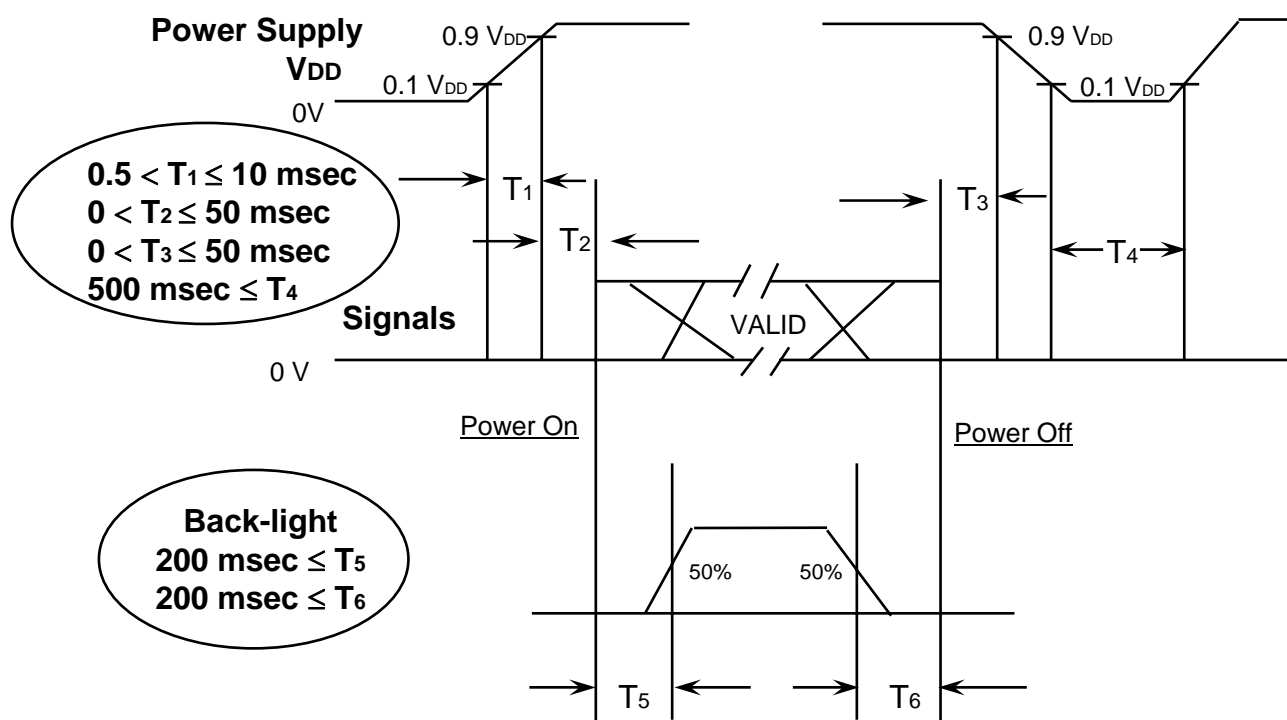 Power Supply
VDD
0.9 VDD
0.1 VDD
0V
0.9 VDD
0.1 VDD
0.5 < T1 ≤ 10 msec
0 < T2 ≤ 50 msec
0 < T3 ≤ 50 msec
500 msec ≤ T4
T1
T2
T3
T4
Signals
VALID
0 V
Power On
Power Off
Back-light
200 msec ≤ T5
200 msec ≤ T6
50%
50%
T5
T6